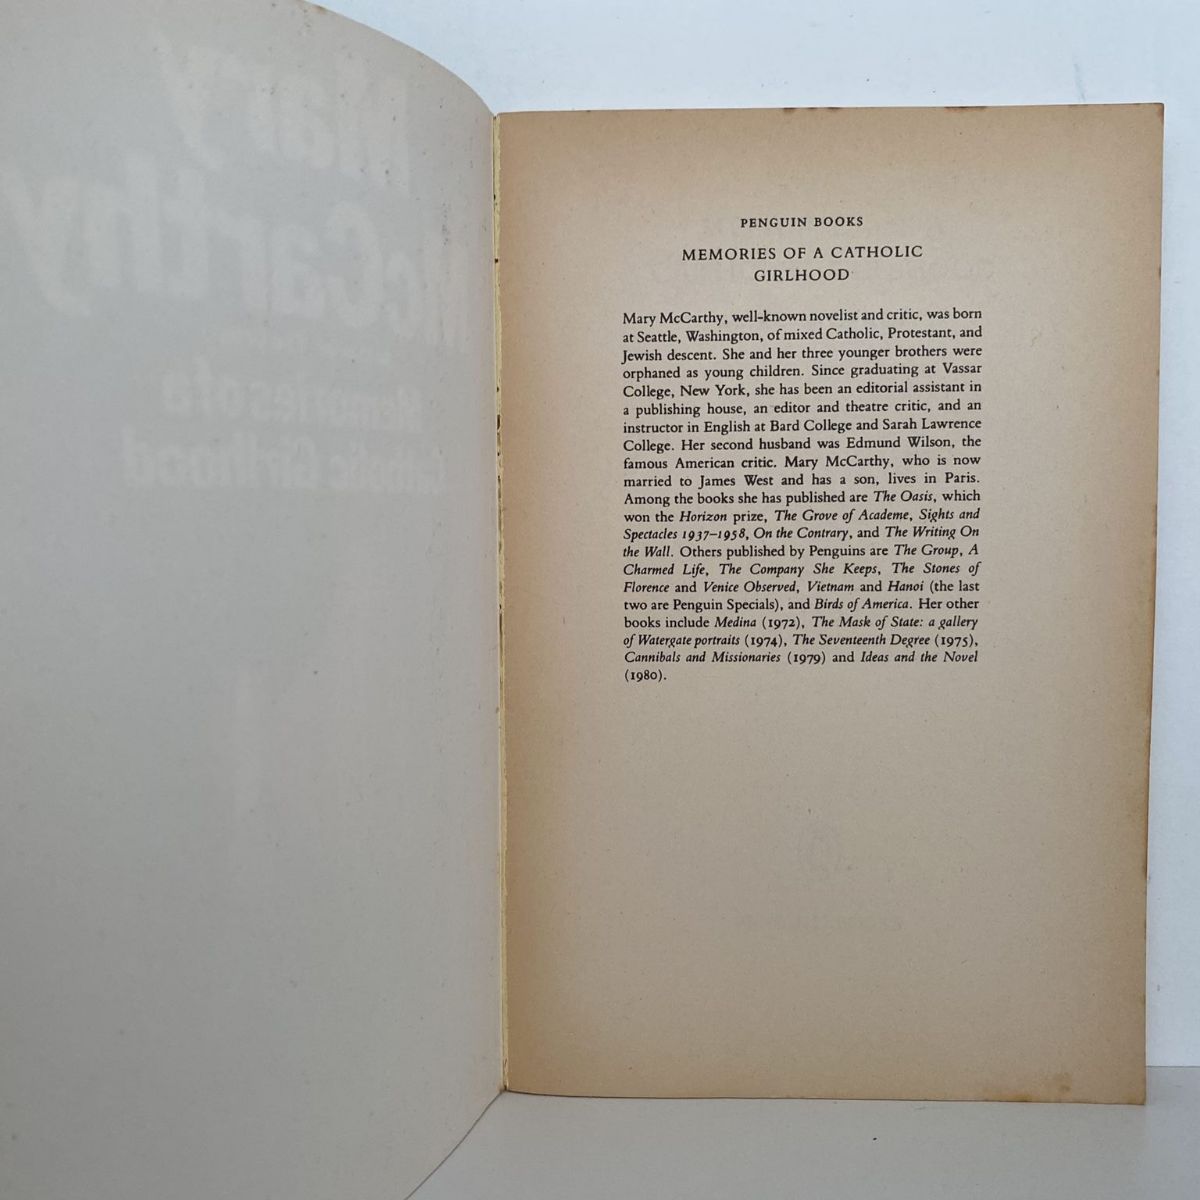 Mary
McCarthy
PENGUIN BOOKS
MEMORIES OF A CATHOLIC
GIRLHOOD
Mary McCarthy, well-known novelist and critic, was born
at Seattle, Washington, of mixed Catholic, Protestant, and
Jewish descent. She and her three younger brothers were
orphaned as young children. Since graduating at Vassar
College, New York, she has been an editorial assistant in
a publishing house, an editor and theatre critic, and an
instructor in English at Bard College and Sarah Lawrence
College. Her second husband was Edmund Wilson, the
famous American critic. Mary McCarthy, who is now
married to James West and has a son, lives in Paris.
Among the books she has published are The Oasis, which
won the Horizon prize, The Grove of Academe, Sights and
Spectacles 1937–1958, On the Contrary, and The Writing On
the Wall. Others published by Penguins are The Group, A
Charmed Life, The Company She Keeps, The Stones of
Florence and Venice Observed, Vietnam and Hanoi (the last
two are Penguin Specials), and Birds of America. Her other
books include Medina (1972), The Mask of State: a gallery
of Watergate portraits (1974), The Seventeenth Degree (1975),
Cannibals and Missionaries (1979) and Ideas and the Novel
(1980).